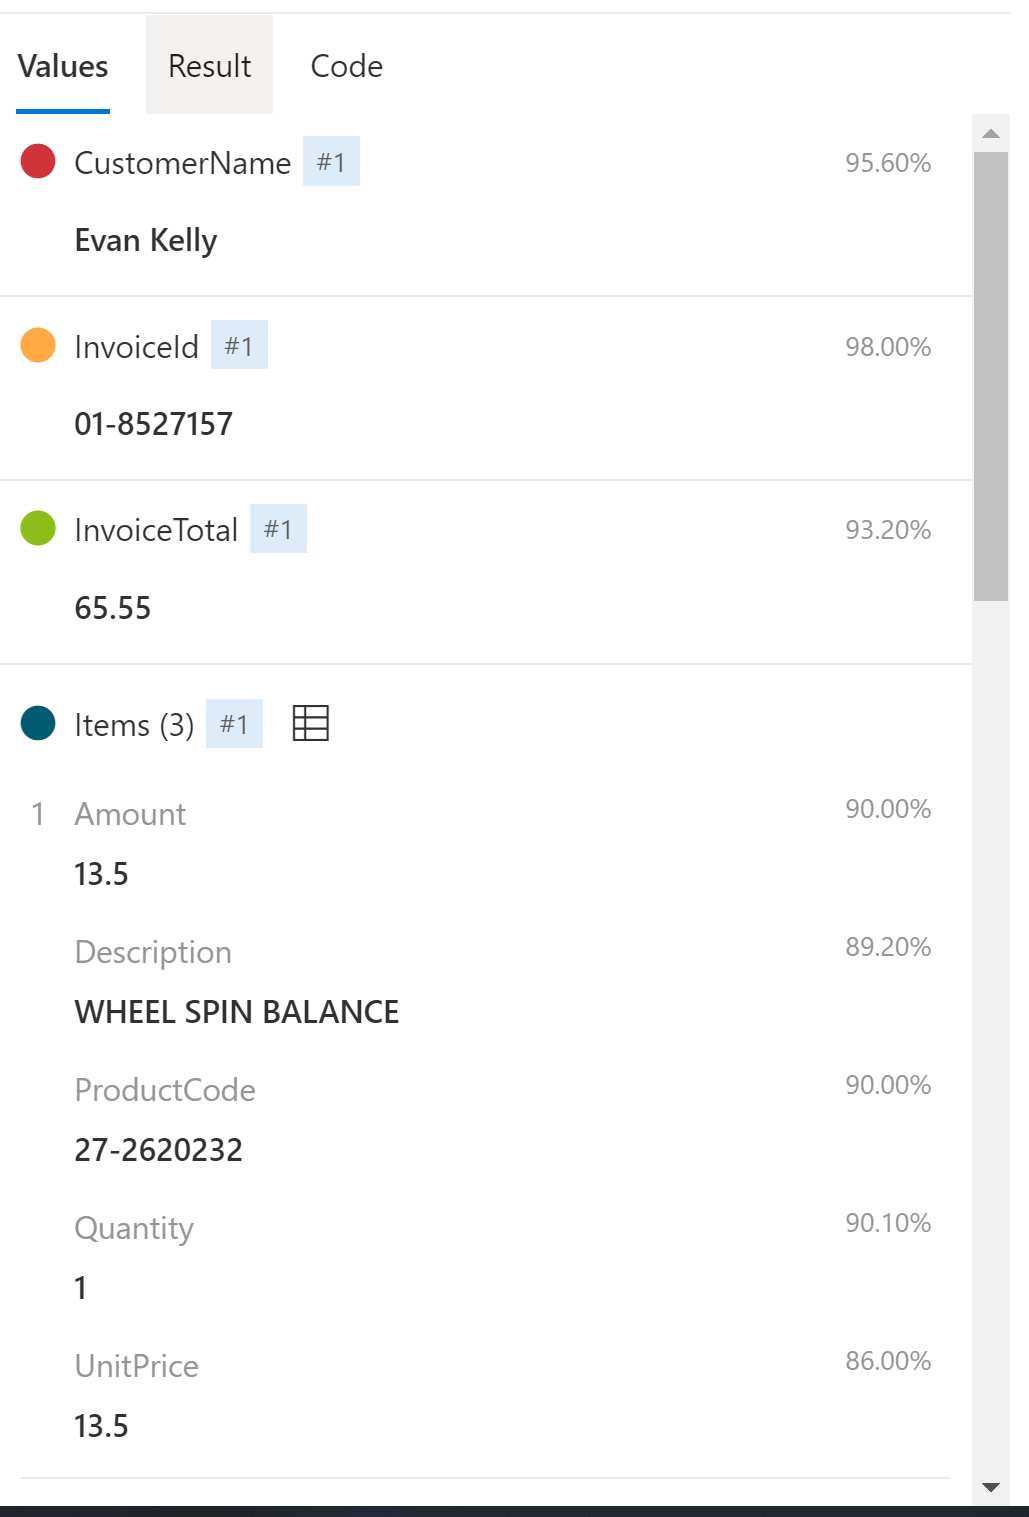 Values Result Code
CustomerName #1 95.60%
Evan Kelly
InvoiceId #1 98.00%
01-8527157
InvoiceTotal #1 93.20%
65.55
Items (3) #1
1 Amount 90.00%
13.5
Description 89.20%
WHEEL SPIN BALANCE
ProductCode 90.00%
27-2620232
Quantity 90.10%
1
UnitPrice 86.00%
13.5